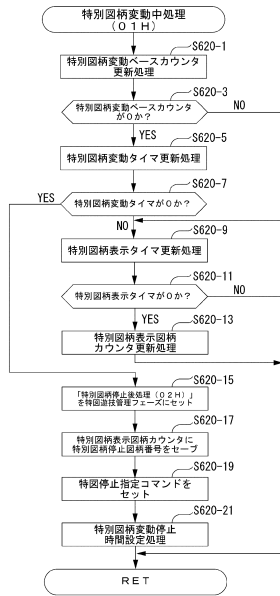 特別図柄変動中処理
(01H)
S620-1
特別図柄変動ベースカウンタ
更新処理
S620-3
特別図柄変動ベースカウンタ
が0か?
NO
YES
S620-5
特別図柄変動タイマ更新処理
S620-7
YES
特別図柄変動タイマが0か?
NO
S620-9
特別図柄表示タイマ更新処理
S620-11
特別図柄表示タイマが0か?
NO
YES
S620-13
特別図柄表示図柄
カウンタ更新処理
S620-15
「特別図柄停止後処理(02H)」
を特図遊技管理フェーズにセット
S620-17
特別図柄表示図柄カウンタに
特別図柄停止図柄番号をセーブ
S620-19
特図停止指定コマンドを
セット
S620-21
特別図柄変動停止
時間設定処理
RET